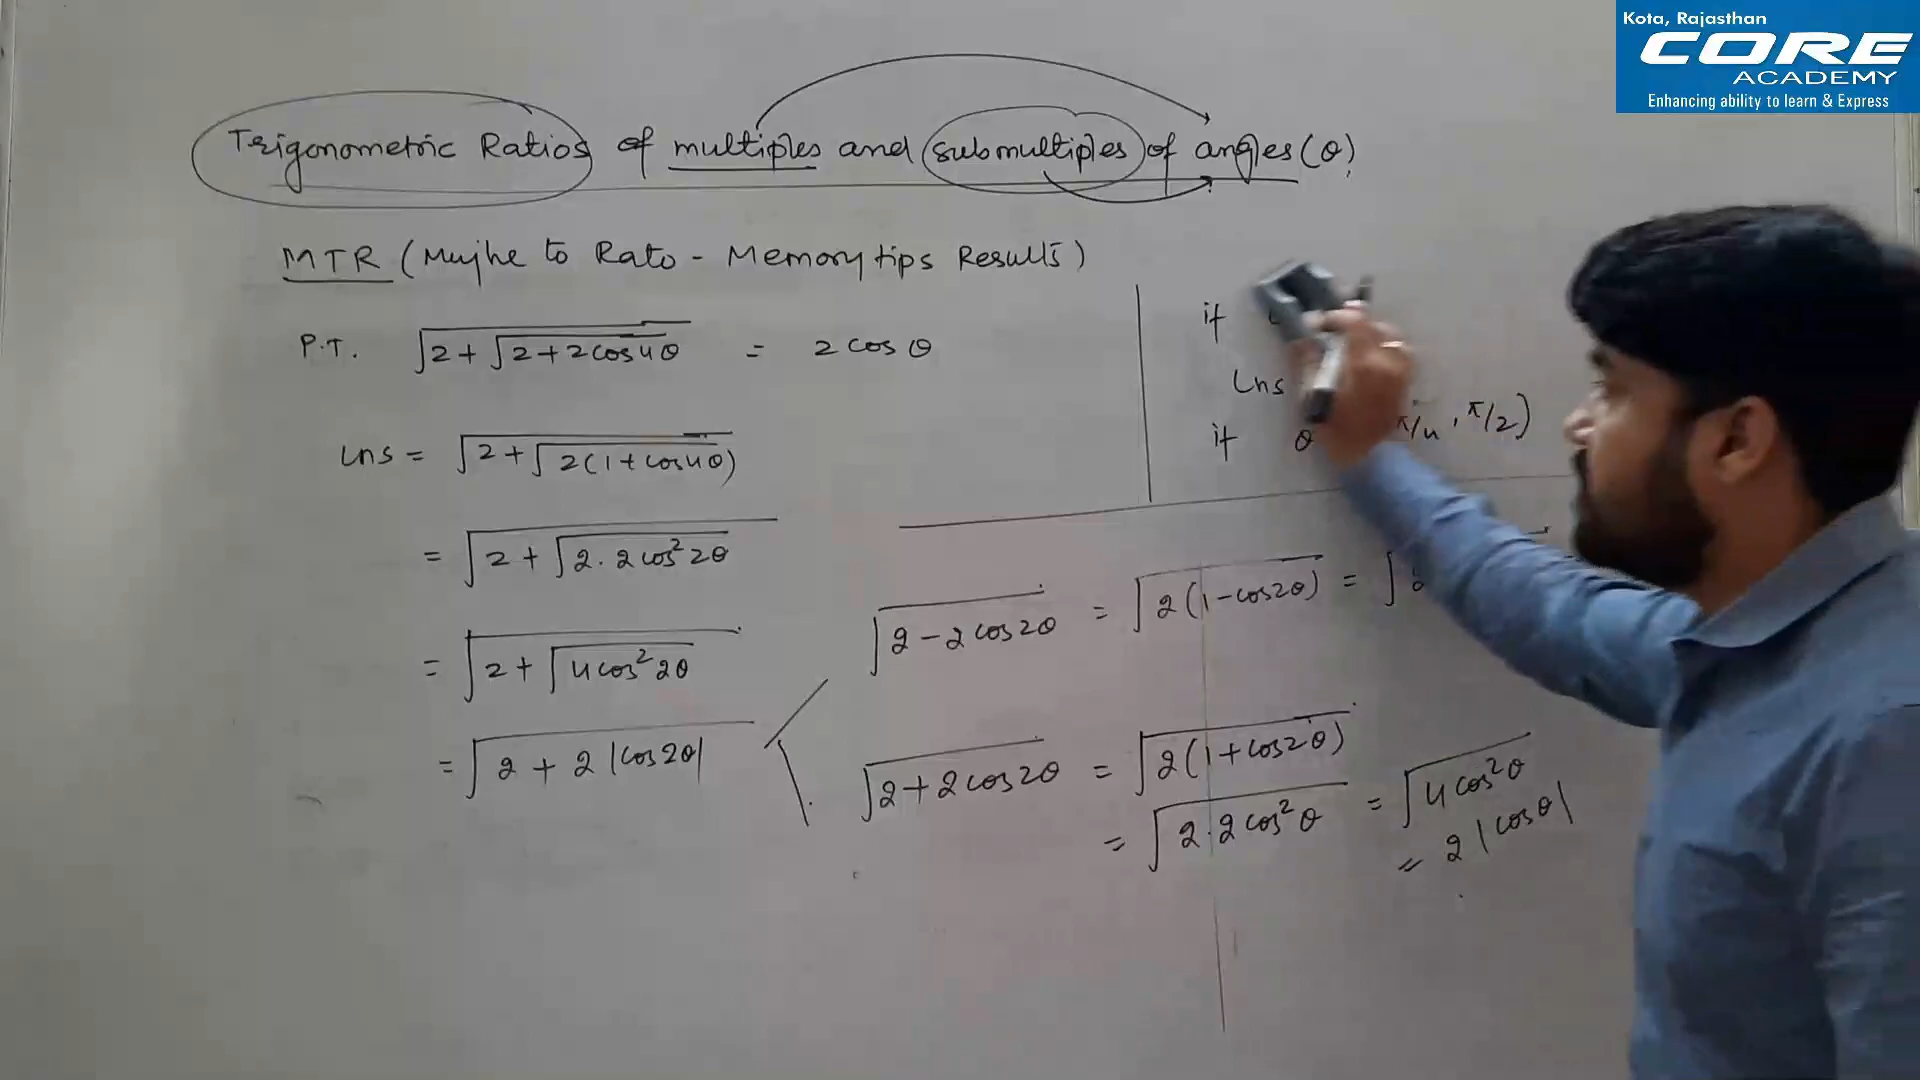 Kota, Rajasthan
CORE
ACADEMY
Enhancing ability to learn & Express
Trigonometric Ratios of multiples and submultiples of angles (θ)
MTR (Mujhe to Rato - Memory tips Results)
P.T. √(2+√(2+2cos4θ)) = 2 cos θ
LHS = √(2+√(2(1+cos4θ)))
= √(2+√(2·2cos²2θ))
= √(2+√(4cos²2θ))
= √(2+2|cos2θ|)
if
LHS
if θ π/4, π/2)
√(2-2cos2θ) = √(2(1-cos2θ)) = √
√(2+2cos2θ) = √(2(1+cos2θ))
= √(2·2cos²θ) = √(4cos²θ)
= 2|cosθ|